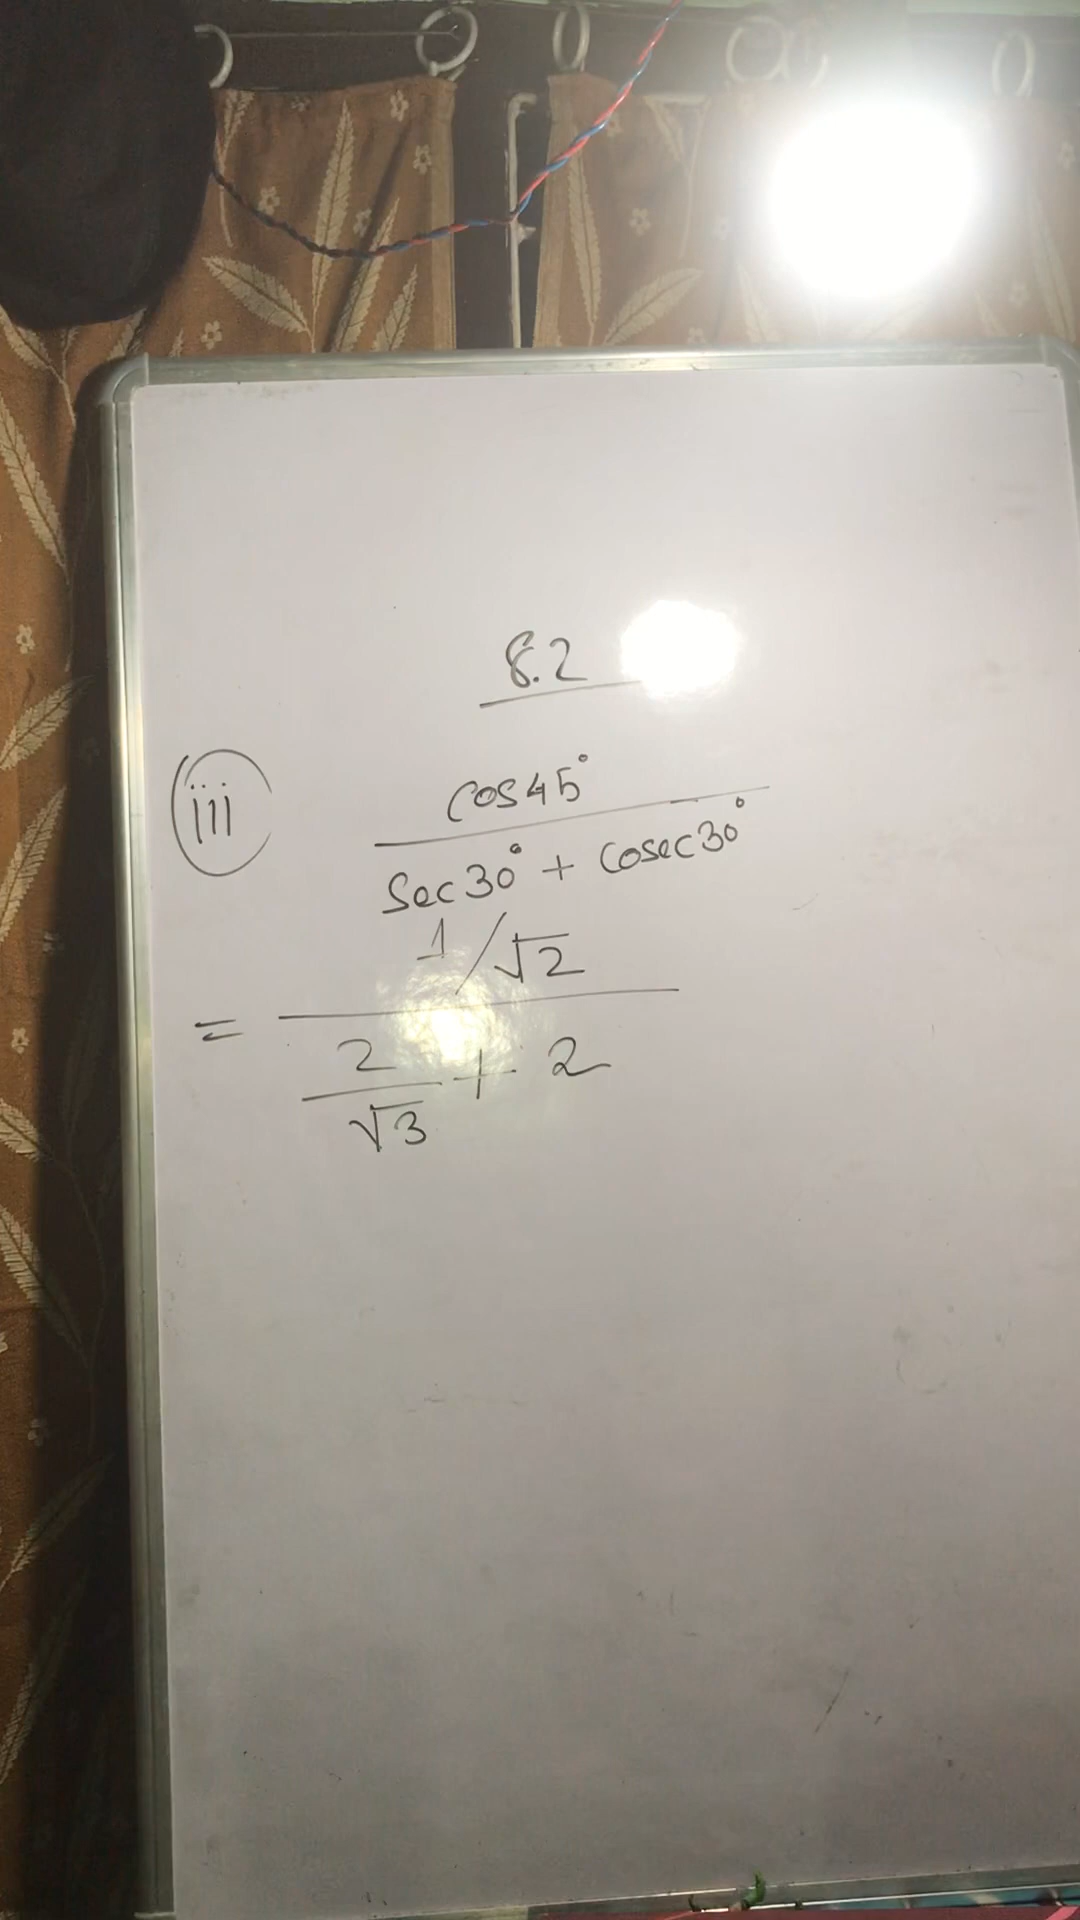 8.2
iii
cos45°
Sec30° + Cosec30°
1/√2
=
2
√3
+ 2